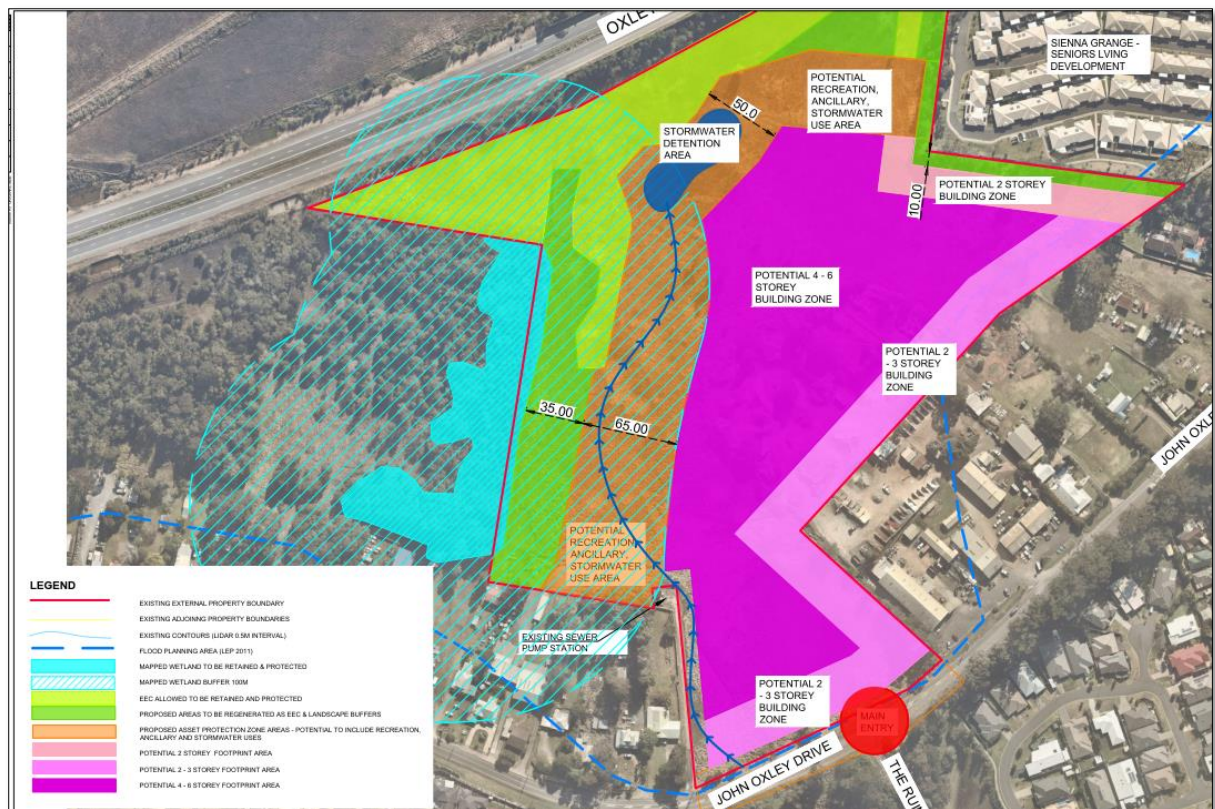 OXLEY
SIENNA GRANGE -
SENIORS LVING
DEVELOPMENT
POTENTIAL
RECREATION,
ANCILLARY,
STORMWATER
USE AREA
50.0
STORMWATER
DETENTION
AREA
POTENTIAL 2 STOREY
BUILDING ZONE
10.00
POTENTIAL 4 - 6
STOREY
BUILDING ZONE
POTENTIAL 2
- 3 STOREY
BUILDING
ZONE
35.00
65.00
JOHN OXLE
POTENTIAL
RECREATION,
ANCILLARY,
STORMWATER
USE AREA
EXISTING SEWER
PUMP STATION
POTENTIAL 2
- 3 STOREY
BUILDING
ZONE
MAIN
ENTRY
JOHN OXLEY DRIVE
THE RU
LEGEND
EXISTING EXTERNAL PROPERTY BOUNDARY
EXISTING ADJOINNG PROPERTY BOUNDARIES
EXISTING CONTOURS (LIDAR 0.5M INTERVAL)
FLOOD PLANNING AREA (LEP 2011)
MAPPED WETLAND TO BE RETAINED & PROTECTED
MAPPED WETLAND BUFFER 100M
EEC ALLOWED TO BE RETAINED AND PROTECTED
PROPOSED AREAS TO BE REGENERATED AS EEC & LANDSCAPE BUFFERS
PROPOSED ASSET PROTECTION ZONE AREAS - POTENTIAL TO INCLUDE RECREATION,
ANCILLARY AND STORMWATER USES
POTENTIAL 2 STOREY FOOTPRINT AREA
POTENTIAL 2 - 3 STOREY FOOTPRINT AREA
POTENTIAL 4 - 6 STOREY FOOTPRINT AREA